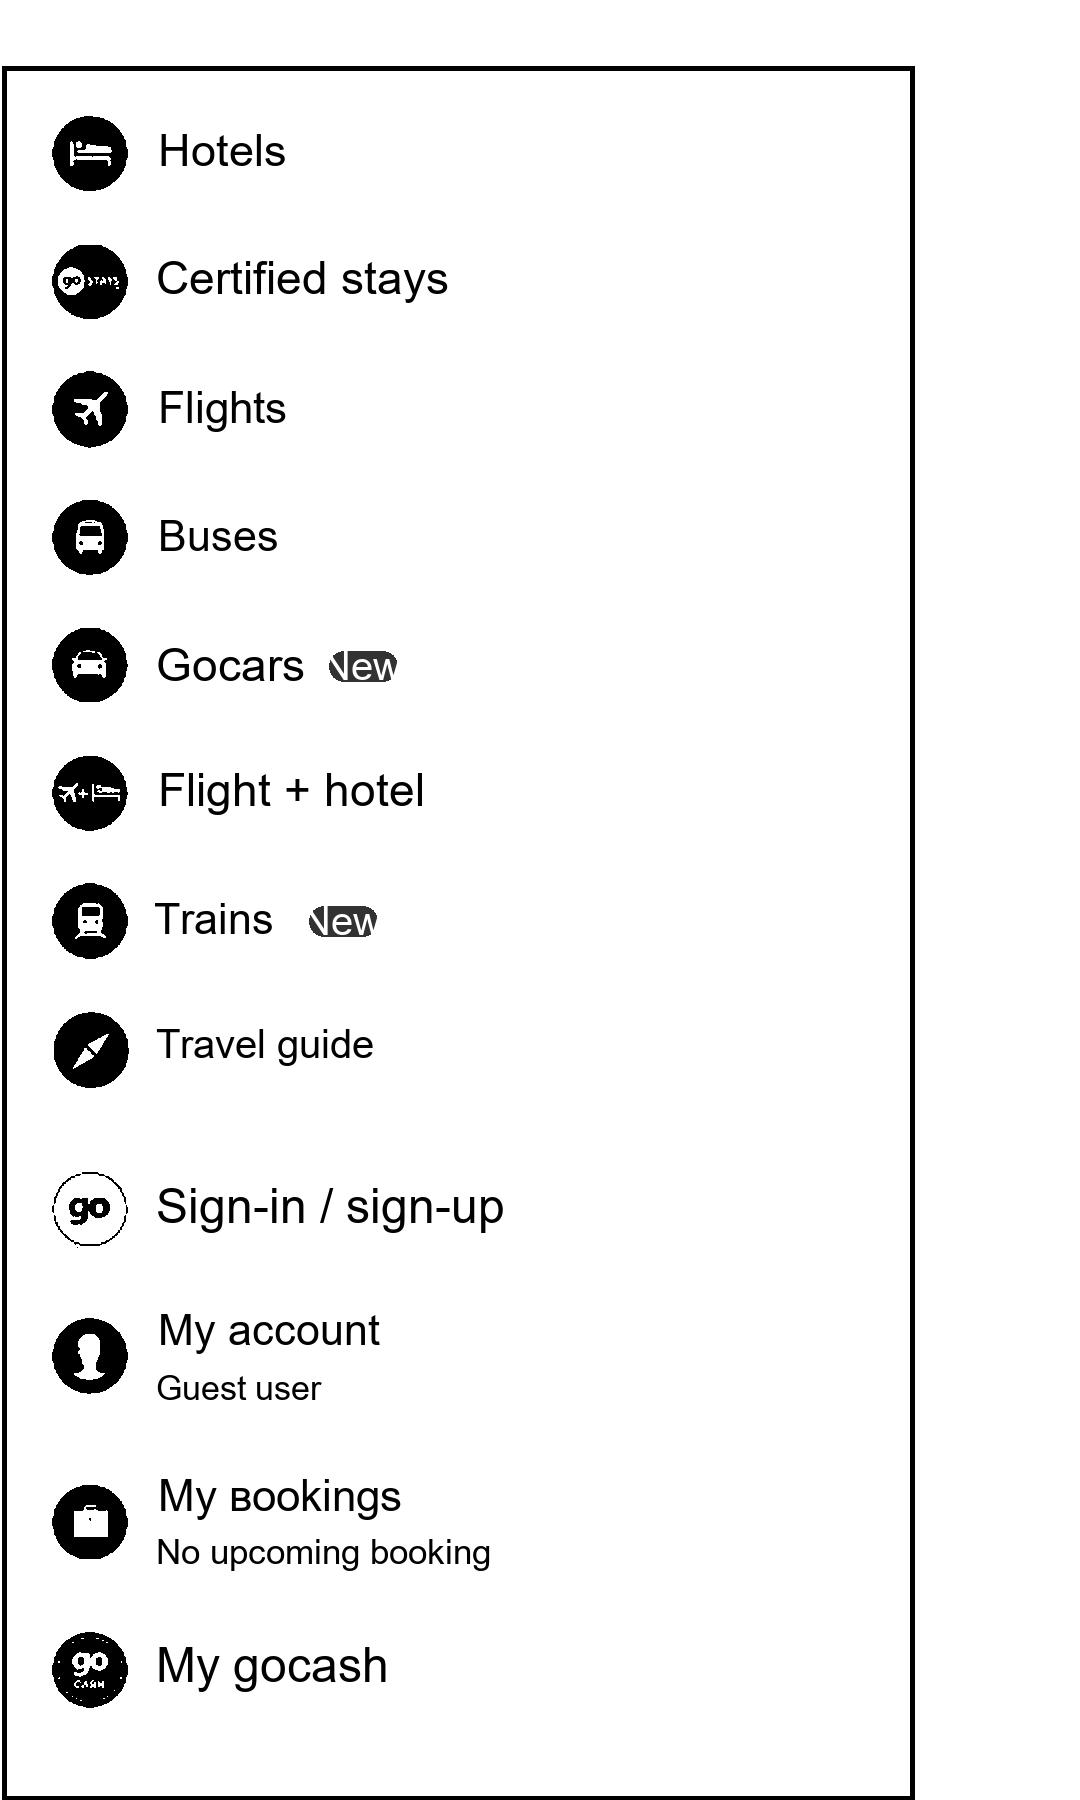 Hotels
go STAYS Certified stays
Flights
Buses
Gocars New
Flight + hotel
Trains New
Travel guide
go Sign-in / sign-up
My account
Guest user
My вookings
No upcoming booking
go CASH My gocash